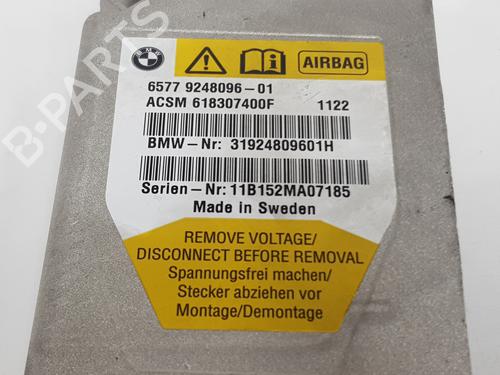 BMW
AIRBAG
6577 9248096-01
ACSM 618307400F 1122
BMW-Nr: 31924809601H
Serien-Nr: 11B152MA07185
Made in Sweden
REMOVE VOLTAGE/
DISCONNECT BEFORE REMOVAL
Spannungsfrei machen/
Stecker abziehen vor
Montage/Demontage
B-PARTS